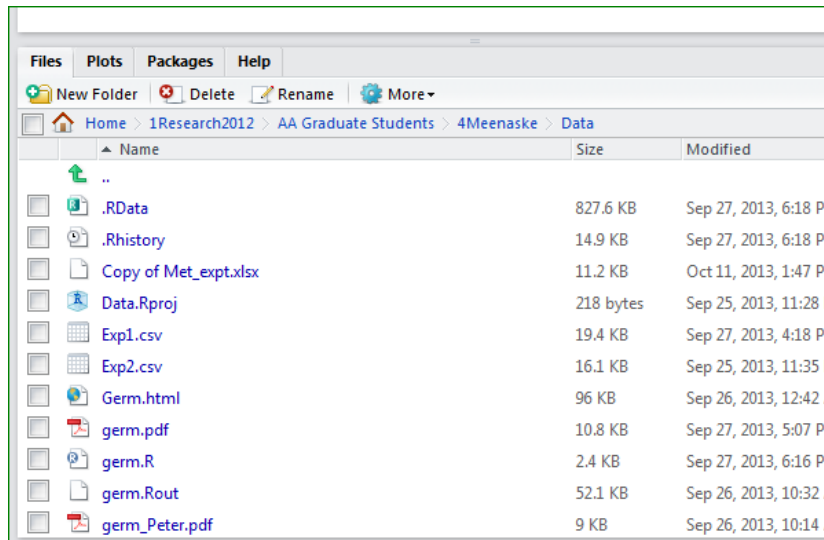 Files Plots Packages Help
New Folder Delete Rename More
Home > 1Research2012 > AA Graduate Students > 4Meenaske > Data
Name Size Modified
..
.RData 827.6 KB Sep 27, 2013, 6:18 P
.Rhistory 14.9 KB Sep 27, 2013, 6:18 P
Copy of Met_expt.xlsx 11.2 KB Oct 11, 2013, 1:47 P
Data.Rproj 218 bytes Sep 25, 2013, 11:28
Exp1.csv 19.4 KB Sep 27, 2013, 4:18 P
Exp2.csv 16.1 KB Sep 25, 2013, 11:35
Germ.html 96 KB Sep 26, 2013, 12:42
germ.pdf 10.8 KB Sep 27, 2013, 5:07 P
germ.R 2.4 KB Sep 27, 2013, 6:16 P
germ.Rout 52.1 KB Sep 26, 2013, 10:32
germ_Peter.pdf 9 KB Sep 26, 2013, 10:14